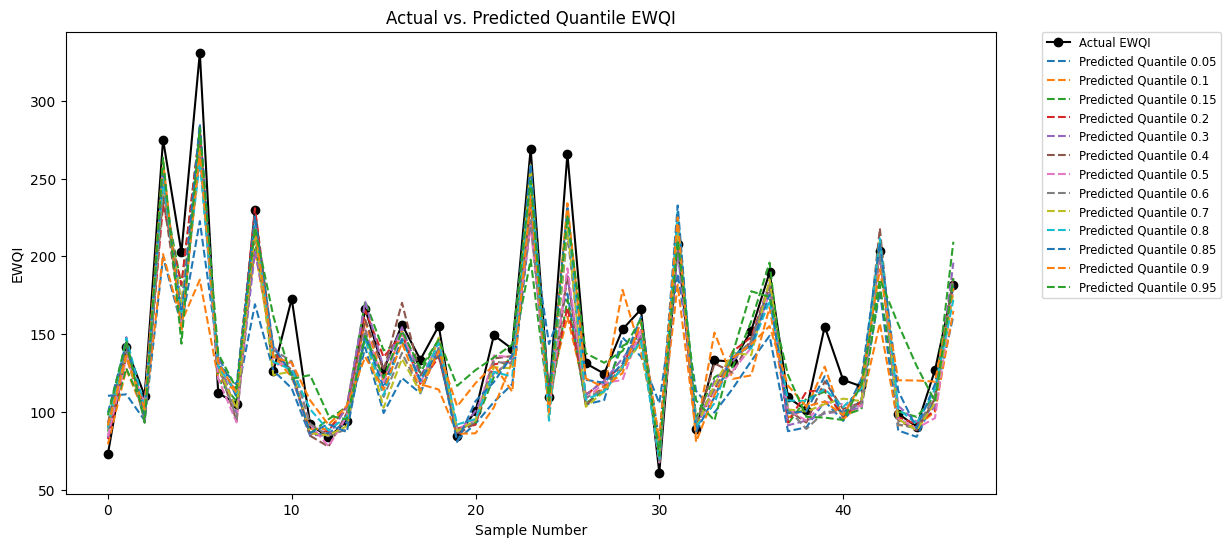 Actual vs. Predicted Quantile EWQI
EWQI
300
250
200
150
100
50
0
10
20
30
40
Sample Number
Actual EWQI
Predicted Quantile 0.05
Predicted Quantile 0.1
Predicted Quantile 0.15
Predicted Quantile 0.2
Predicted Quantile 0.3
Predicted Quantile 0.4
Predicted Quantile 0.5
Predicted Quantile 0.6
Predicted Quantile 0.7
Predicted Quantile 0.8
Predicted Quantile 0.85
Predicted Quantile 0.9
Predicted Quantile 0.95